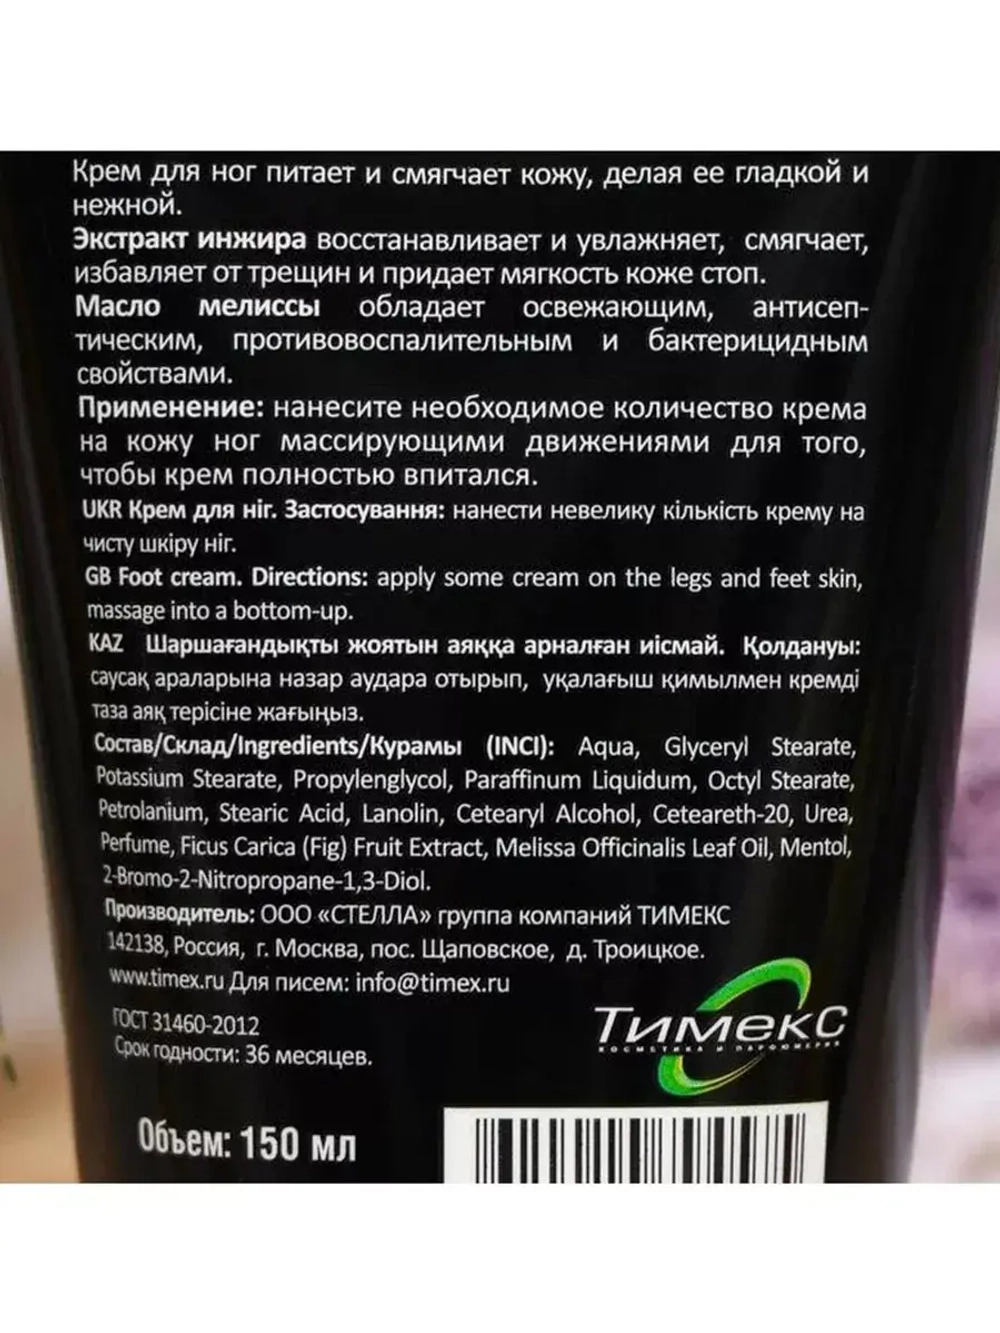 Крем для ног питает и смягчает кожу, делая ее гладкой и
нежной.
Экстракт инжира восстанавливает и увлажняет, смягчает,
избавляет от трещин и придает мягкость коже стоп.
Масло мелиссы обладает освежающим, антисеп-
тическим, противовоспалительным и бактерицидным
свойствами.
Применение: нанесите необходимое количество крема
на кожу ног массирующими движениями для того,
чтобы крем полностью впитался.
UKR Крем для ніг. Застосування: нанести невелику кількість крему на
чисту шкіру ніг.
GB Foot cream. Directions: apply some cream on the legs and feet skin,
massage into a bottom-up.
KAZ Шаршағандықты жоятын аяққа арналған иісмай. Қолдануы:
саусақ араларына назар аудара отырып, уқалағыш қимылмен кремді
таза аяқ терісіне жағыңыз.
Состав/Склад/Ingredients/Курамы (INCI): Aqua, Glyceryl Stearate,
Potassium Stearate, Propylenglycol, Paraffinum Liquidum, Octyl Stearate,
Petrolanium, Stearic Acid, Lanolin, Cetearyl Alcohol, Ceteareth-20, Urea,
Perfume, Ficus Carica (Fig) Fruit Extract, Melissa Officinalis Leaf Oil, Mentol,
2-Bromo-2-Nitropropane-1,3-Diol.
Производитель: ООО «СТЕЛЛА» группа компаний ТИМЕКС
142138, Россия, г. Москва, пос. Щаповское, д. Троицкое.
www.timex.ru Для писем: info@timex.ru
ГОСТ 31460-2012
Срок годности: 36 месяцев.
Тимекс
КОСМЕТИКА И ПАРФЮМЕРИЯ
Объем: 150 мл